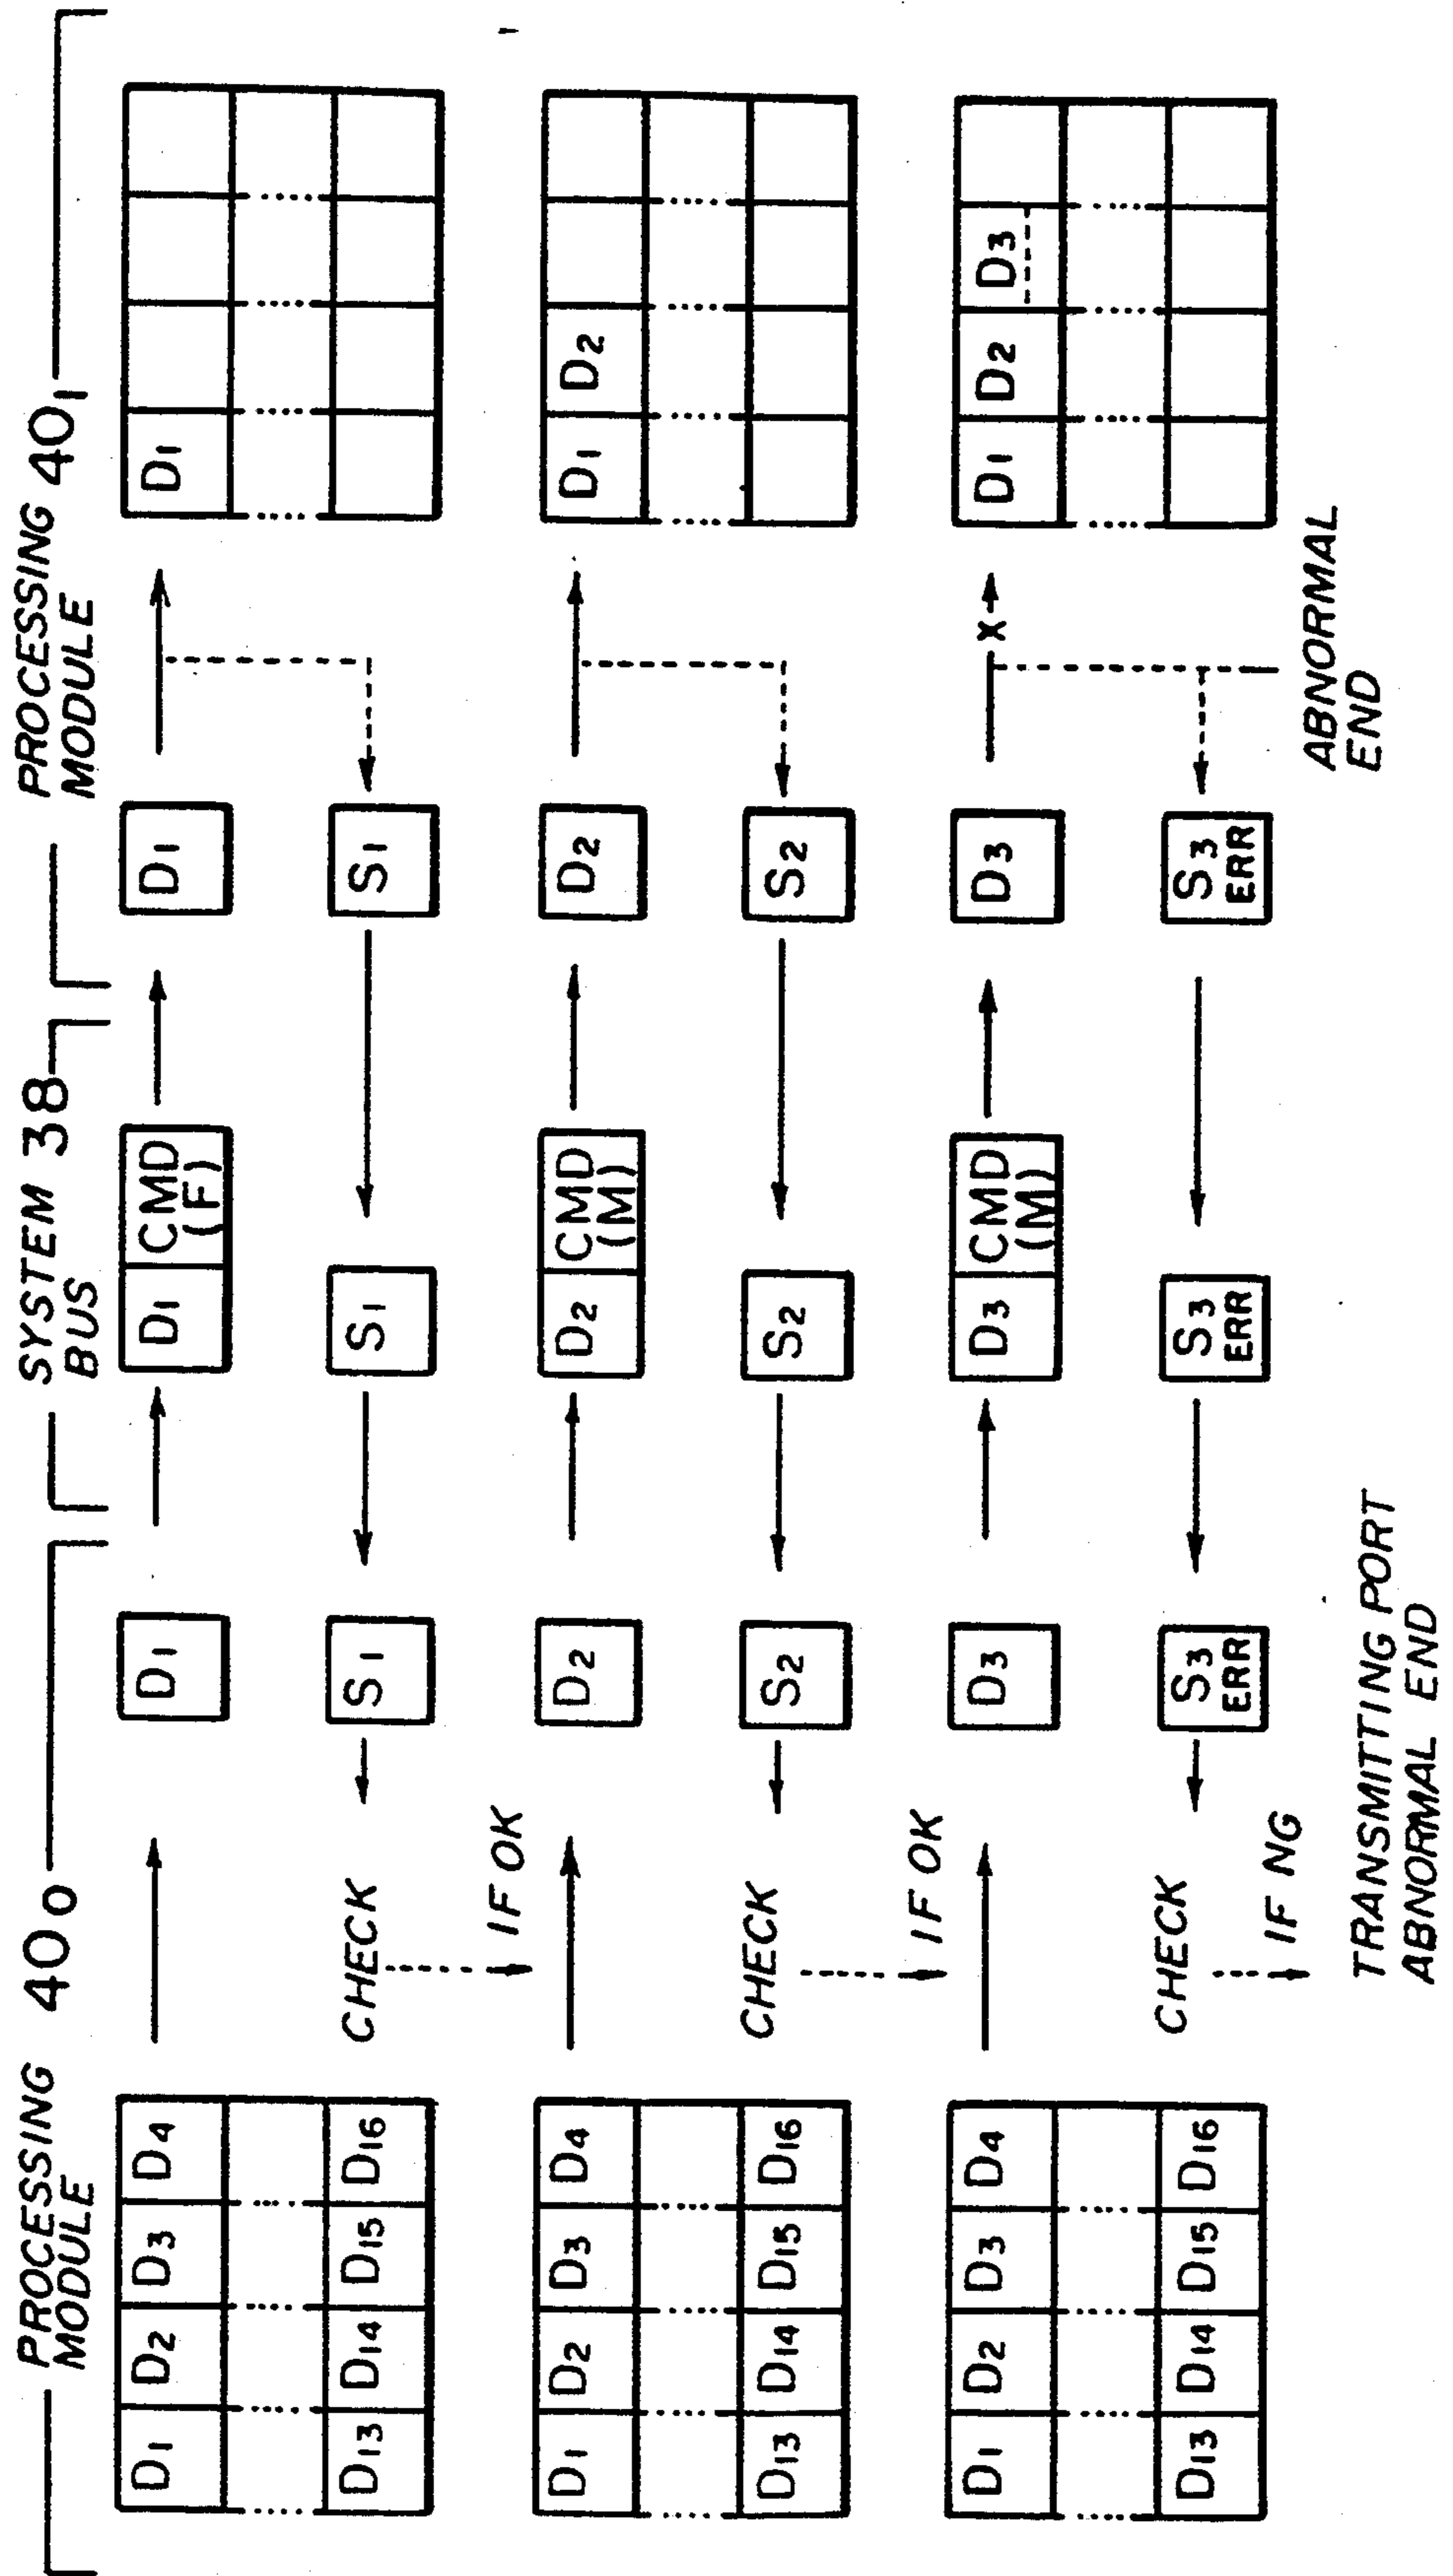 PROCESSING MODULE 40₀
SYSTEM BUS 38
PROCESSING MODULE 40₁
D₁ D₂ D₃ D₄
D₁₃ D₁₄ D₁₅ D₁₆
D₁
D₁ CMD (F)
D₁
D₁
CHECK
S₁
S₁
S₁
IF OK
D₁ D₂ D₃ D₄
D₁₃ D₁₄ D₁₅ D₁₆
D₂
D₂ CMD (M)
D₂
D₁ D₂
CHECK
S₂
S₂
S₂
IF OK
D₁ D₂ D₃ D₄
D₁₃ D₁₄ D₁₅ D₁₆
D₃
D₃ CMD (M)
D₃
X
D₁ D₂ D₃
CHECK
S₃ ERR
S₃ ERR
S₃ ERR
IF NG
TRANSMITTING PORT
ABNORMAL END
ABNORMAL
END